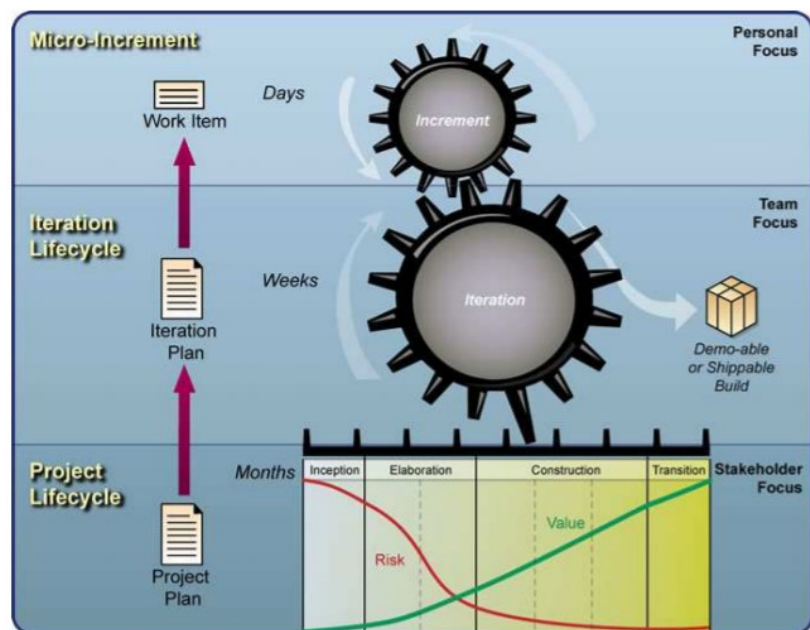 Micro-Increment
Personal
Focus
Days
Work Item
Increment
Iteration
Lifecycle
Team
Focus
Weeks
Iteration
Plan
Iteration
Demo-able
or Shippable
Build
Project
Lifecycle
Months
Inception
Elaboration
Construction
Transition
Stakeholder
Focus
Value
Risk
Project
Plan